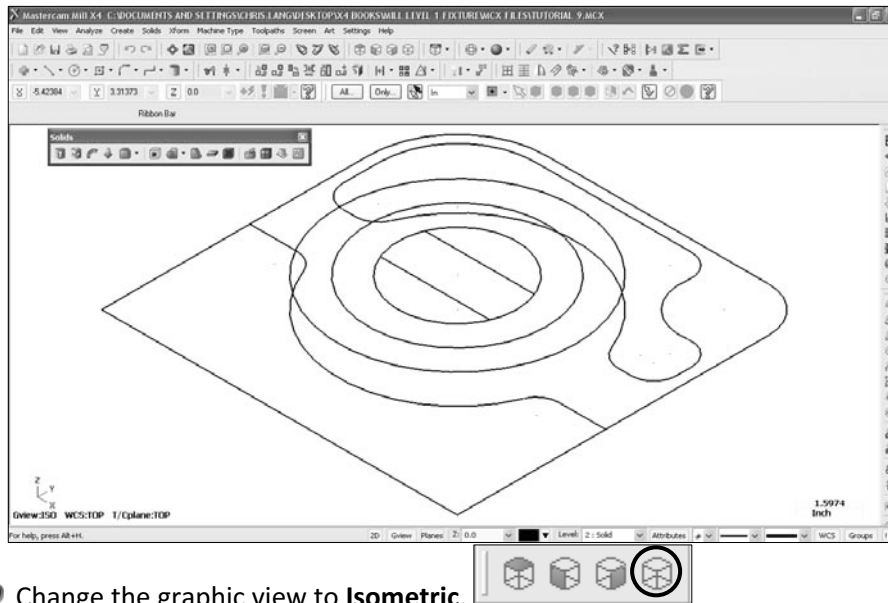 Mastercam Mill X4 C:\DOCUMENTS AND SETTINGS\CHRIS.LANG\DESKTOP\X4 BOOKS\MILL LEVEL 1 FIXTURE\MCX FILES\TUTORIAL 9.MCX
File Edit View Analyze Create Solids Xform Machine Type Toolpaths Screen Art Settings Help
X -5.42384 Y 3.31373 Z 0.0 All... Only... In
Ribbon Bar
Solids
Z
Y
X
Gview:ISO WCS:TOP T/Cplane:TOP
1.5974
Inch
For help, press Alt+H. 2D Gview Planes Z: 0.0 Level: 2 : Solid Attributes WCS Groups
Change the graphic view to Isometric.